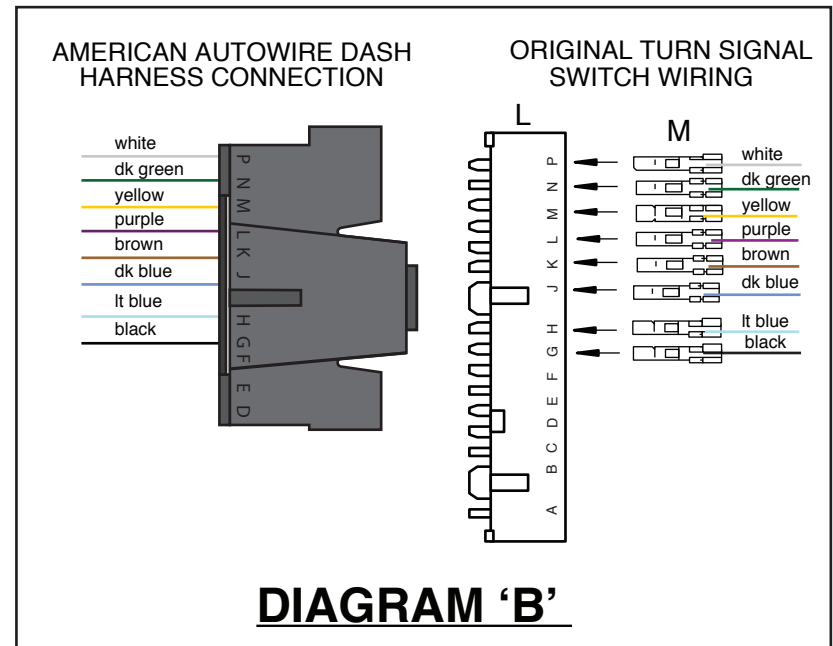 AMERICAN AUTOWIRE DASH
HARNESS CONNECTION
white
dk green
yellow
purple
brown
dk blue
lt blue
black
P
N
M
L
K
J
H
G
F
E
D
ORIGINAL TURN SIGNAL
SWITCH WIRING
L
M
P
N
M
L
K
J
H
G
F
E
D
C
B
A
white
dk green
yellow
purple
brown
dk blue
lt blue
black
DIAGRAM ‘B’